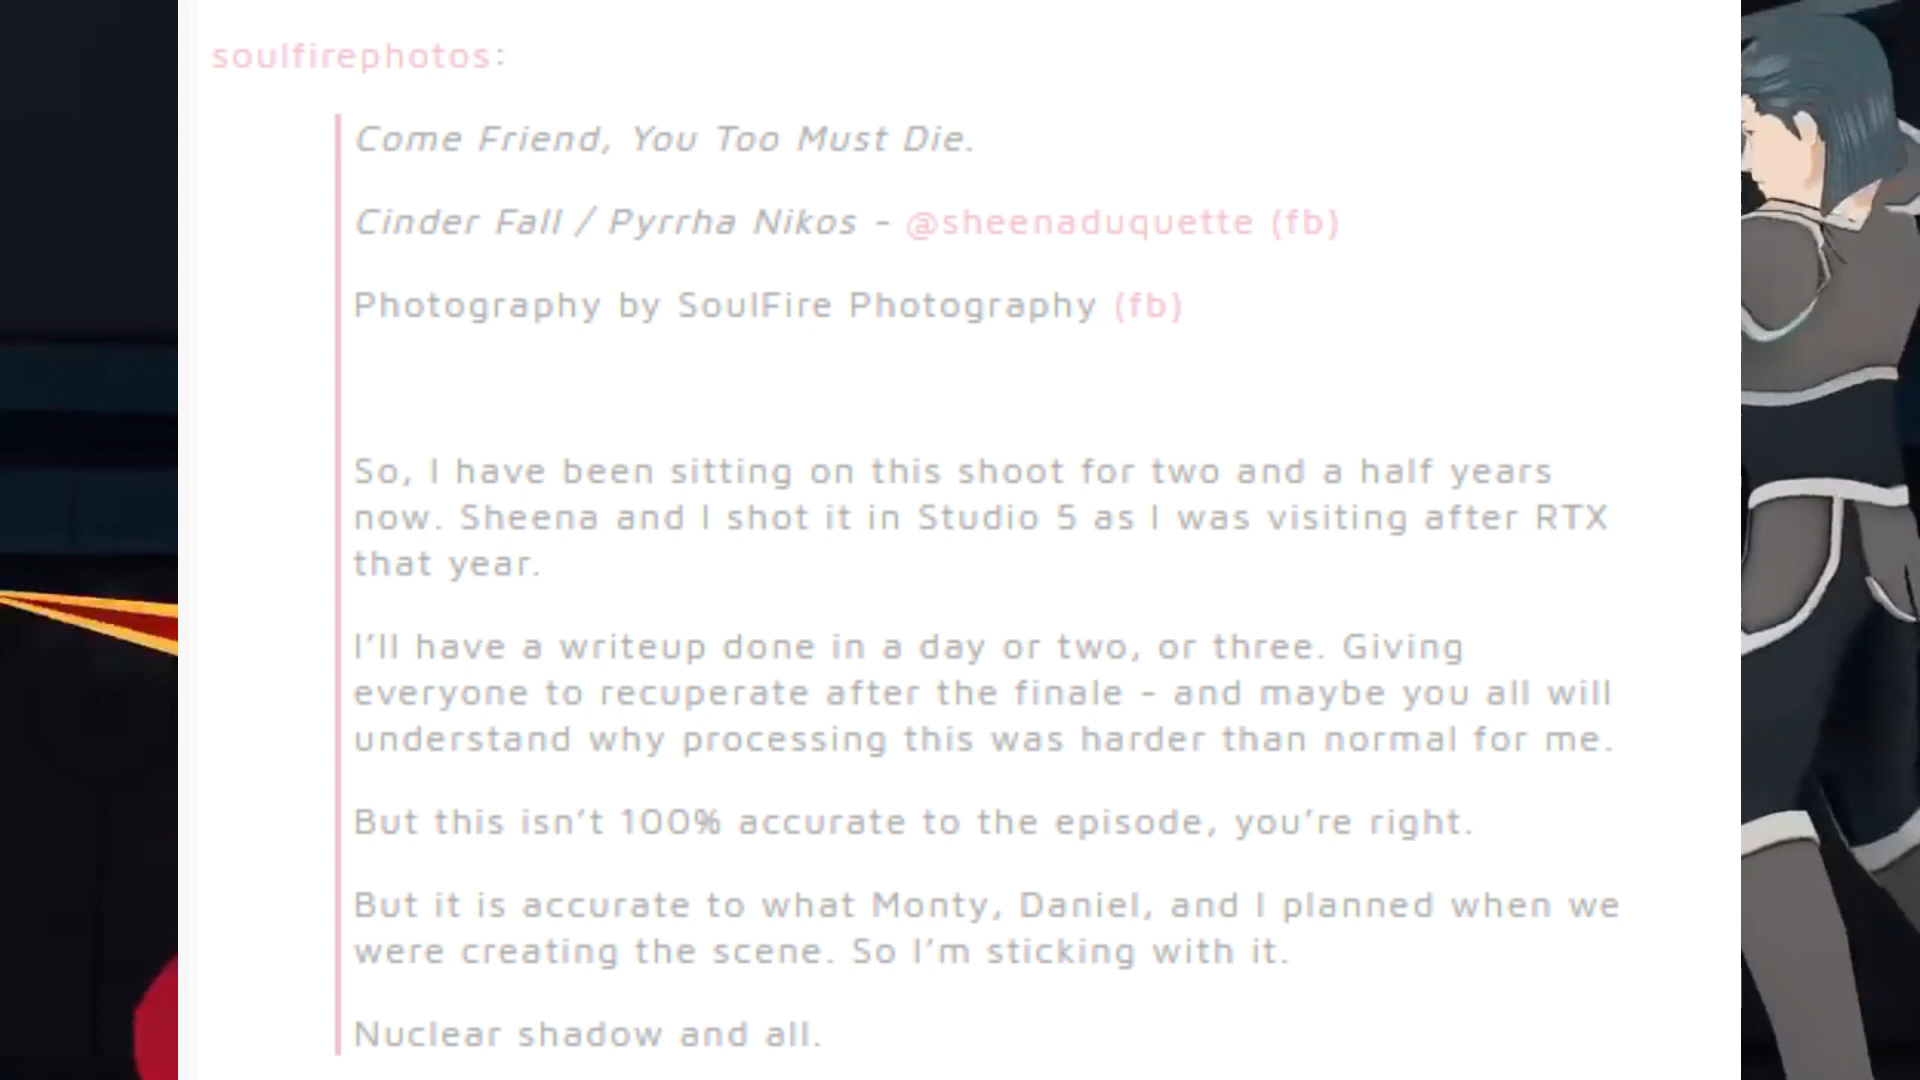 soulfirephotos:
Come Friend, You Too Must Die.
Cinder Fall / Pyrrha Nikos – @sheenaduquette (fb)
Photography by SoulFire Photography (fb)
So, I have been sitting on this shoot for two and a half years
now. Sheena and I shot it in Studio 5 as I was visiting after RTX
that year.
I’ll have a writeup done in a day or two, or three. Giving
everyone to recuperate after the finale – and maybe you all will
understand why processing this was harder than normal for me.
But this isn’t 100% accurate to the episode, you’re right.
But it is accurate to what Monty, Daniel, and I planned when we
were creating the scene. So I’m sticking with it.
Nuclear shadow and all.